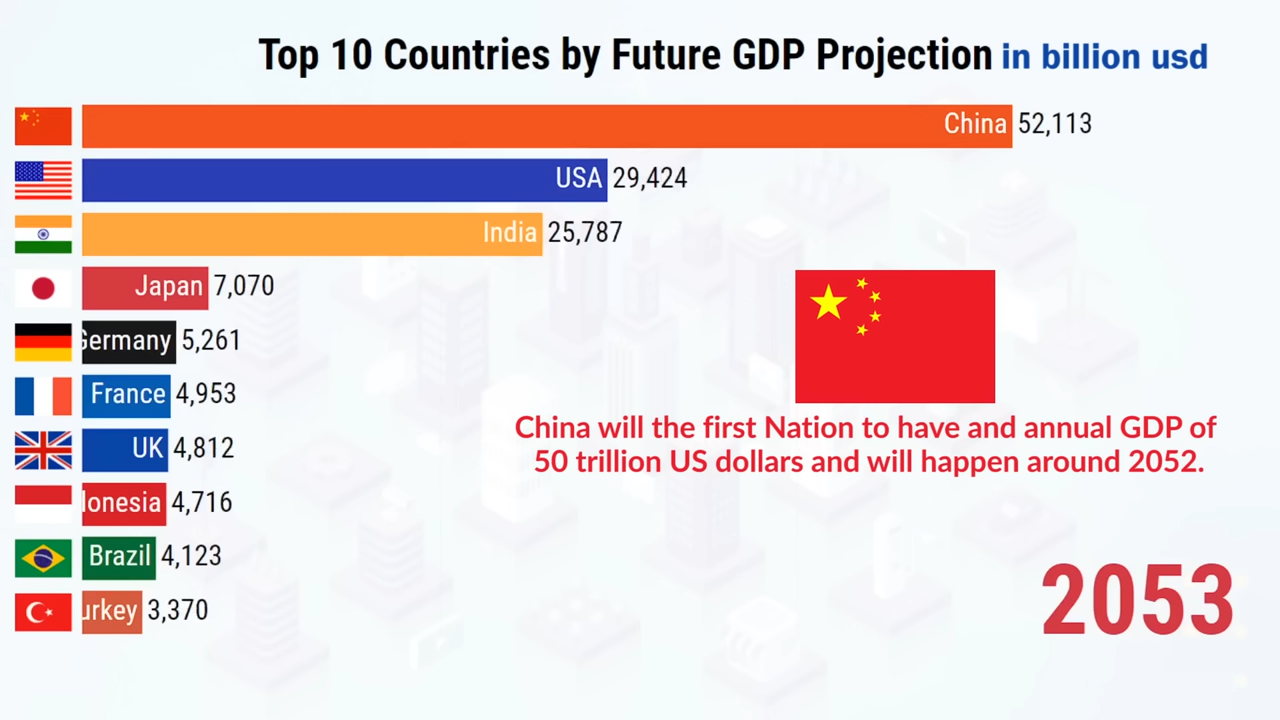 Top 10 Countries by Future GDP Projection in billion usd
China 52,113
USA 29,424
India 25,787
Japan 7,070
Germany 5,261
France 4,953
UK 4,812
onesia 4,716
Brazil 4,123
urkey 3,370
China will the first Nation to have and annual GDP of
50 trillion US dollars and will happen around 2052.
2053